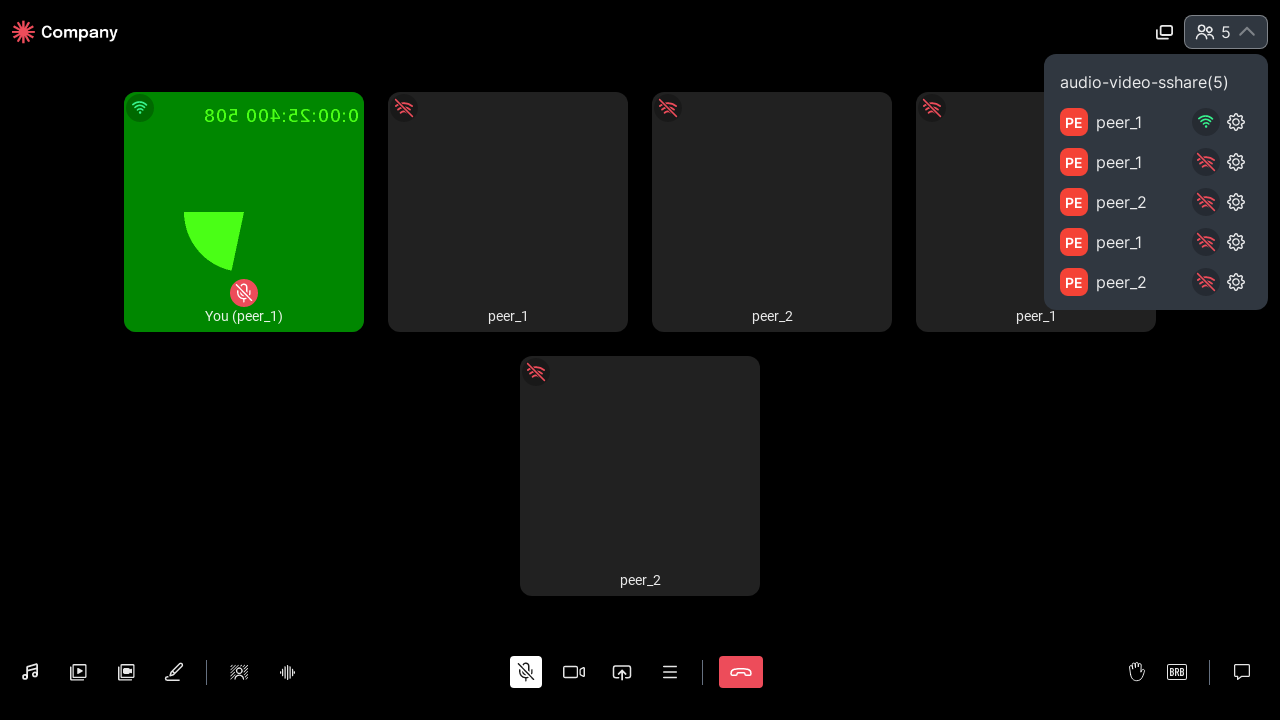 Company
5
audio-video-sshare(5)
PE peer_1
PE peer_1
PE peer_2
PE peer_1
PE peer_2
0:00:25:400 508
You (peer_1)
peer_1
peer_2
peer_1
peer_2
BRB